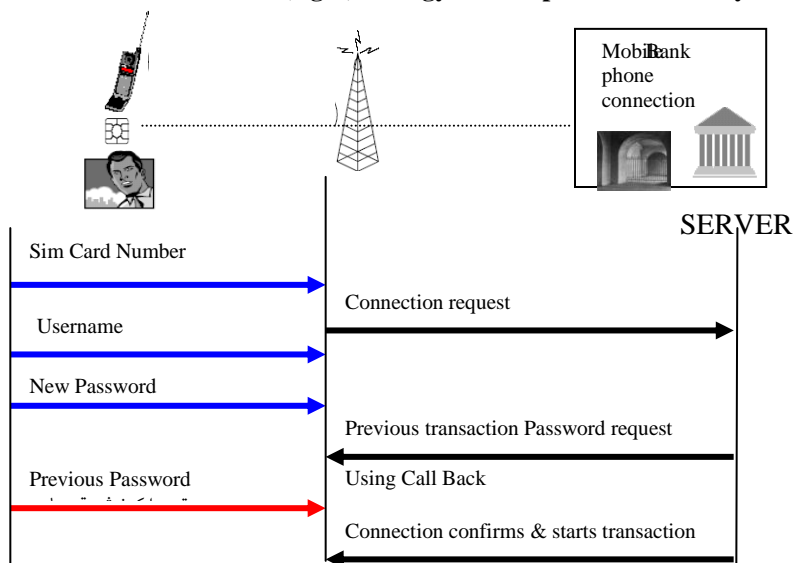 Mobile Bank
phone
connection
SERVER
Sim Card Number
Connection request
Username
New Password
Previous transaction Password request
Previous Password
Using Call Back
Connection confirms & starts transaction